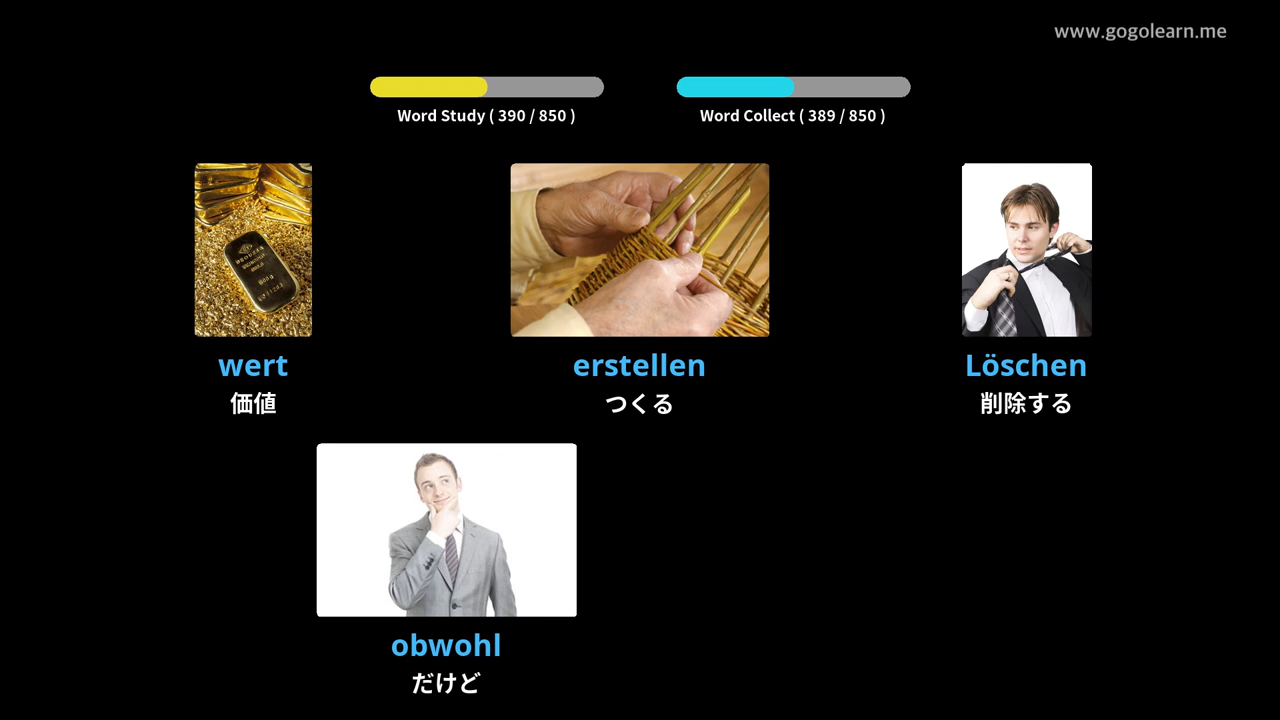 www.gogolearn.me
Word Study ( 390 / 850 )
Word Collect ( 389 / 850 )
wert
価値
erstellen
つくる
Löschen
削除する
obwohl
だけど